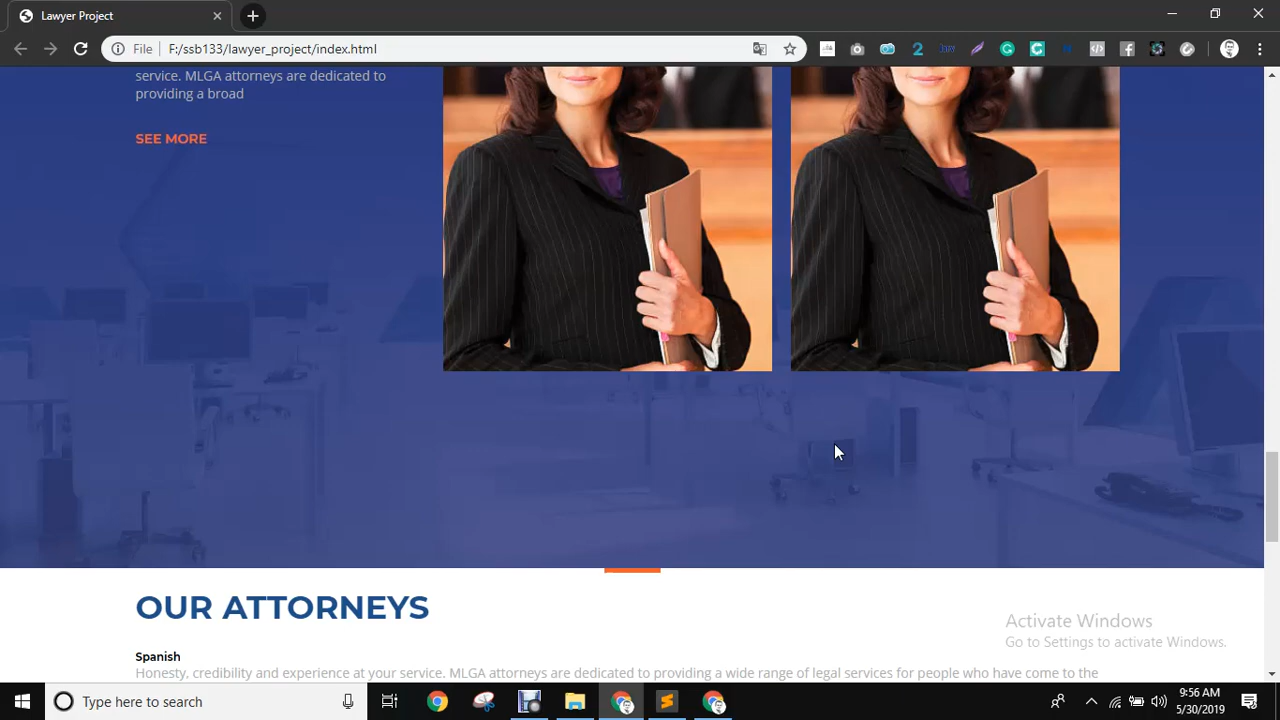 Lawyer Project
File
F:/ssb133/lawyer_project/index.html
service. MLGA attorneys are dedicated to
providing a broad
SEE MORE
OUR ATTORNEYS
Spanish
Honesty, credibility and experience at your service. MLGA attorneys are dedicated to providing a wide range of legal services for people who have come to the
Activate Windows
Go to Settings to activate Windows.
Type here to search
9:56 AM
5/30/2019